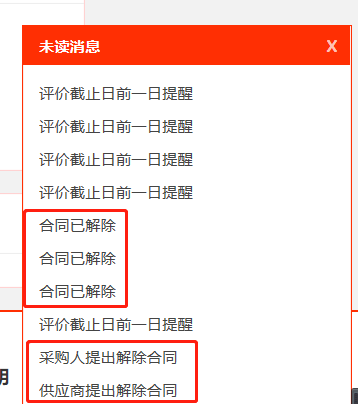 未读消息 X
评价截止日前一日提醒
评价截止日前一日提醒
评价截止日前一日提醒
评价截止日前一日提醒
合同已解除
合同已解除
合同已解除
评价截止日前一日提醒
采购人提出解除合同
供应商提出解除合同